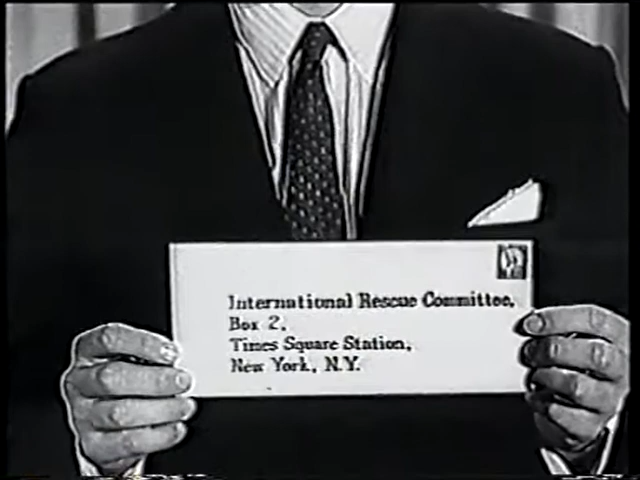 International Rescue Committee,
Box 2,
Times Square Station,
New York, N.Y.